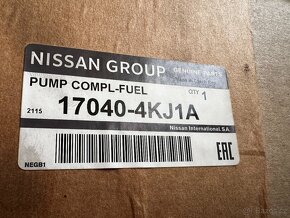 NISSAN GROUP
GENUINE PARTS
PUMP COMPL-FUEL
QTY
1
2115
17040-4KJ1A
Nissan International S.A.
NEGB1
EAC